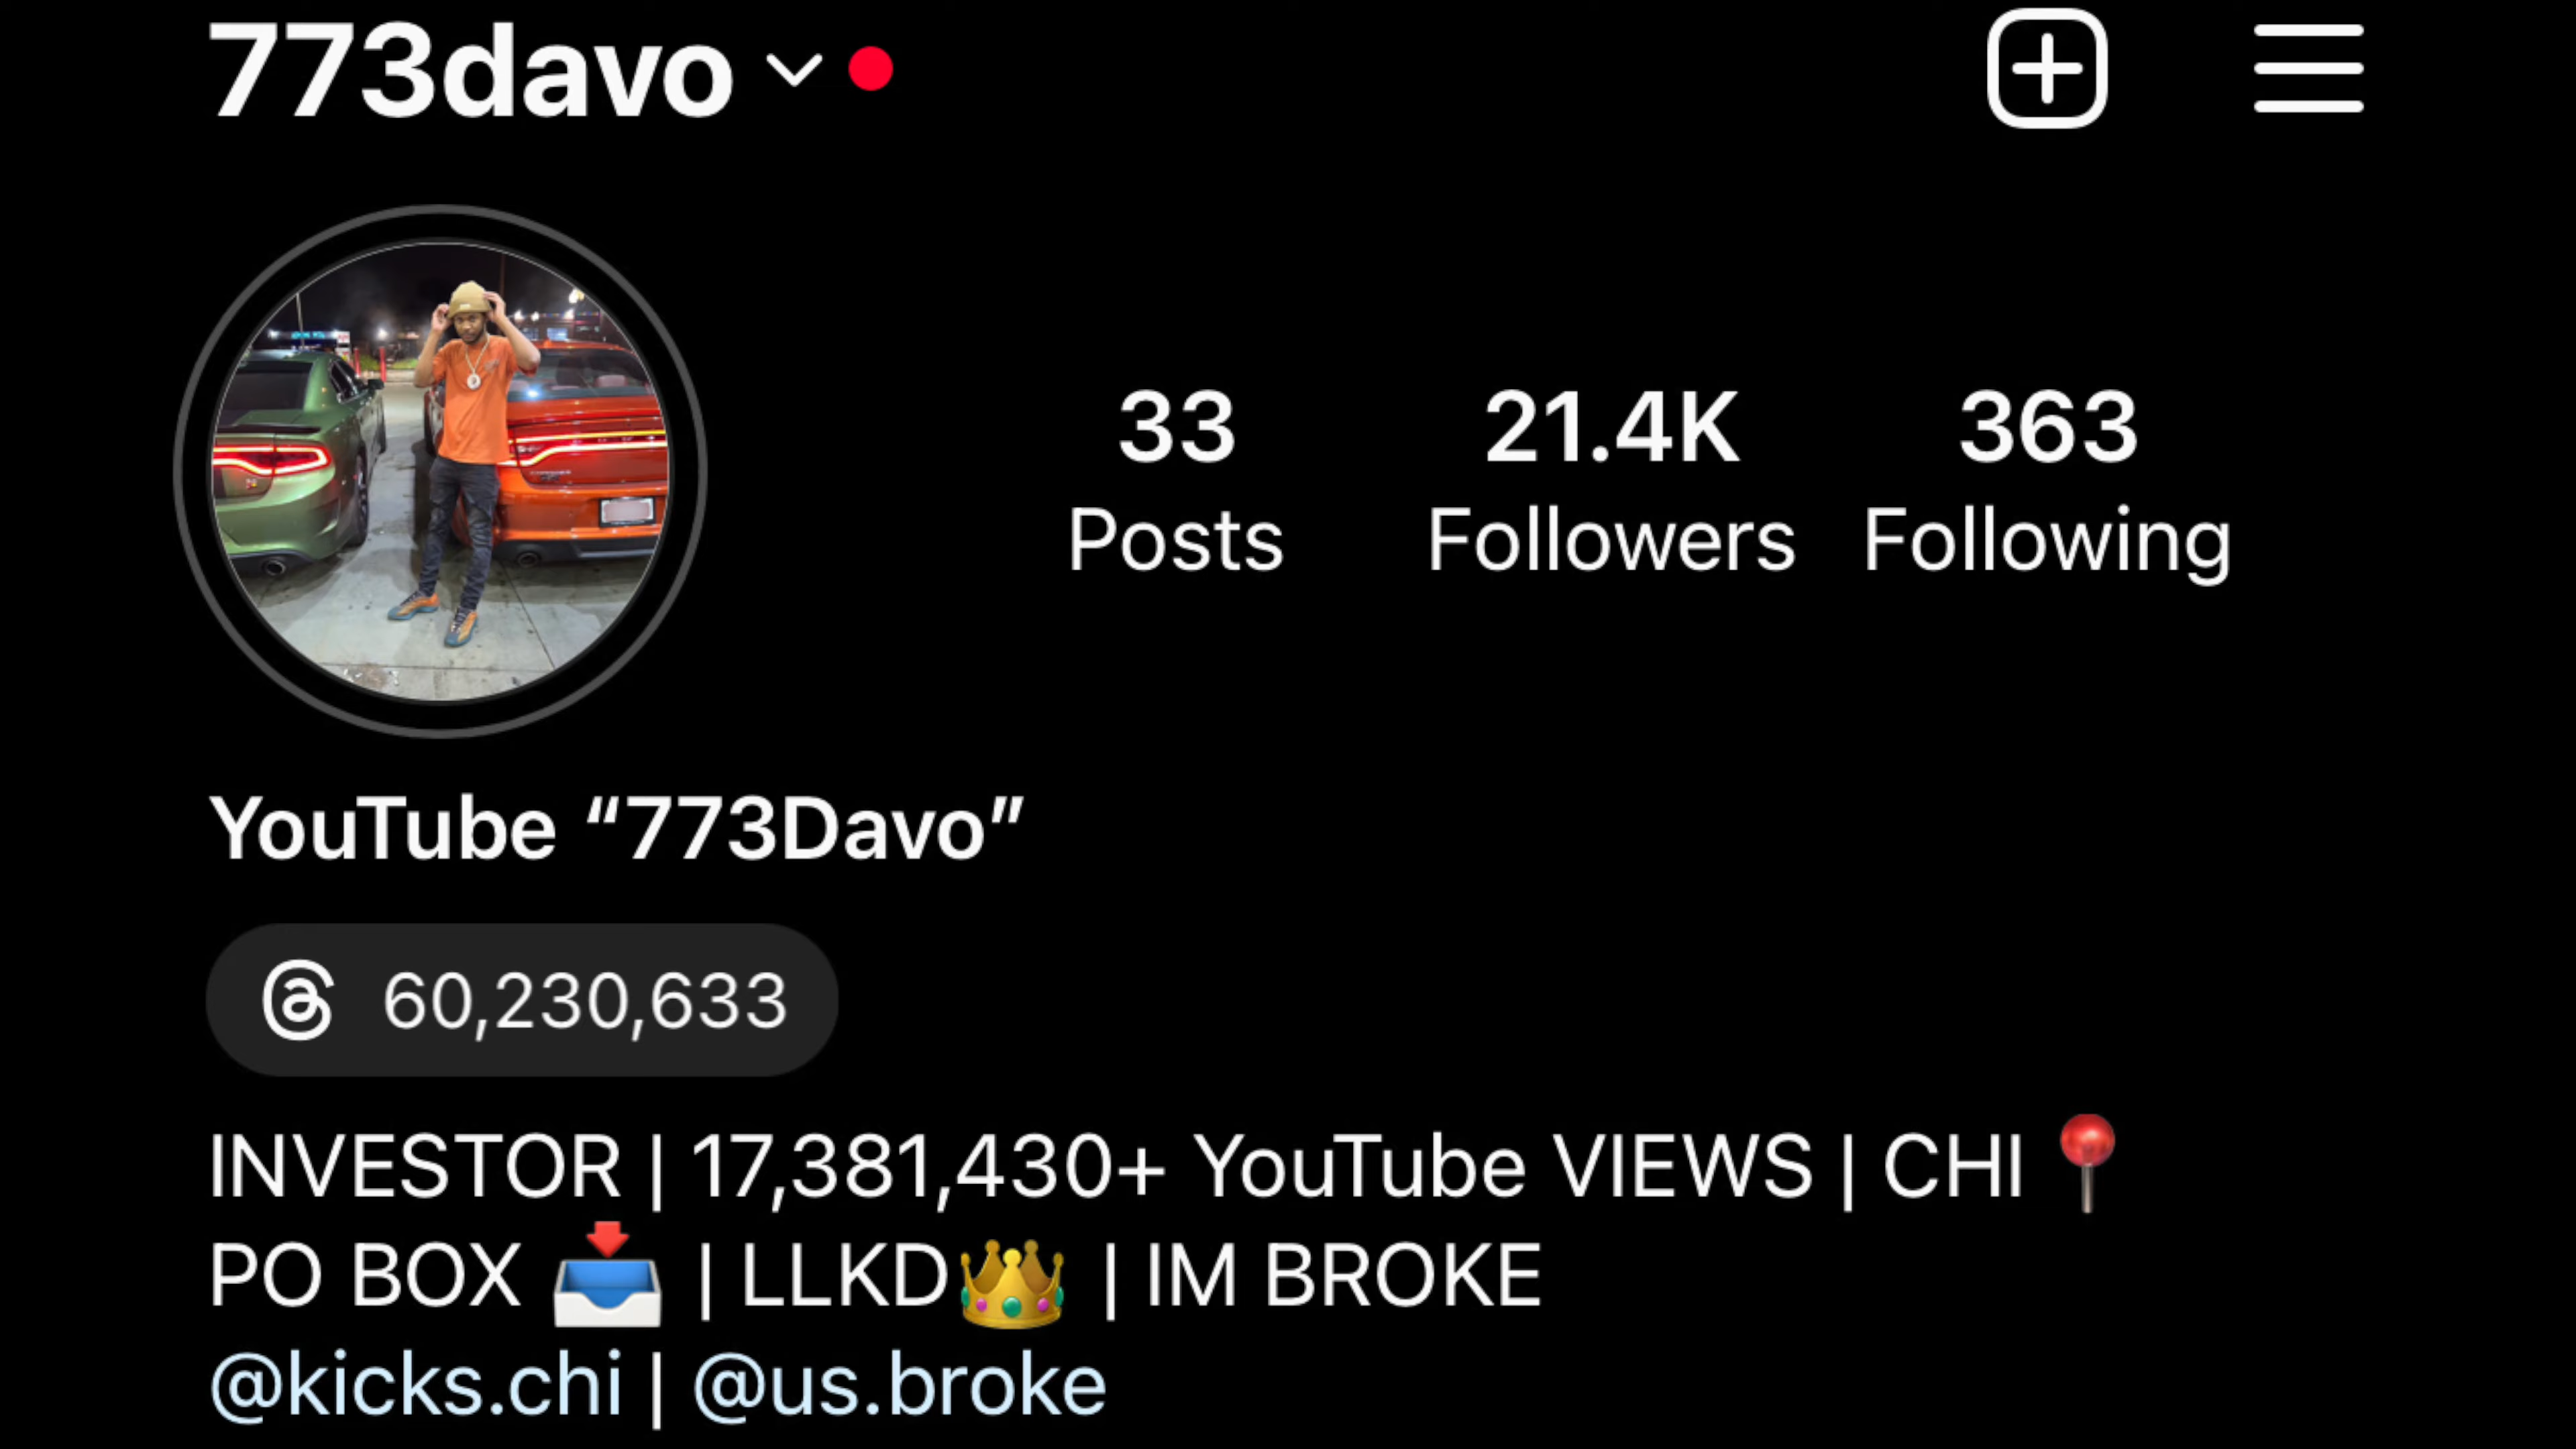 773davo
33 21.4K 363
Posts Followers Following
YouTube “773Davo”
60,230,633
INVESTOR | 17,381,430+ YouTube VIEWS | CHI 📍
PO BOX 📥 | LLKD👑 | IM BROKE
@kicks.chi | @us.broke